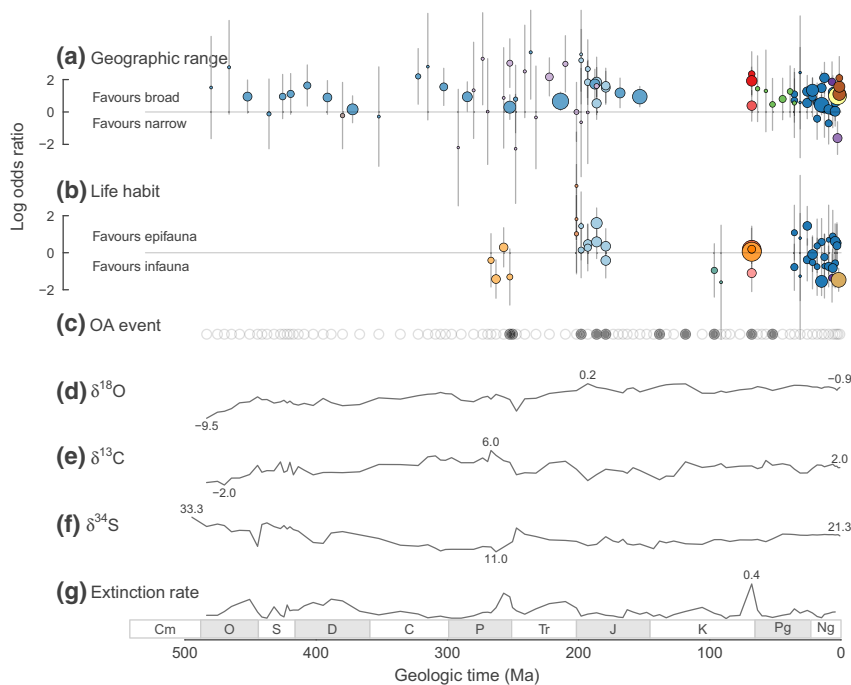 (a) Geographic range
2
Favours broad
0
Favours narrow
−2
Log odds ratio
(b) Life habit
2
Favours epifauna
0
Favours infauna
−2
(c) OA event
(d) δ18O
0.2
−0.9
−9.5
(e) δ13C
6.0
2.0
−2.0
33.3
(f) δ34S
21.3
11.0
(g) Extinction rate
0.4
Cm O S D C P Tr J K Pg Ng
500 400 300 200 100 0
Geologic time (Ma)